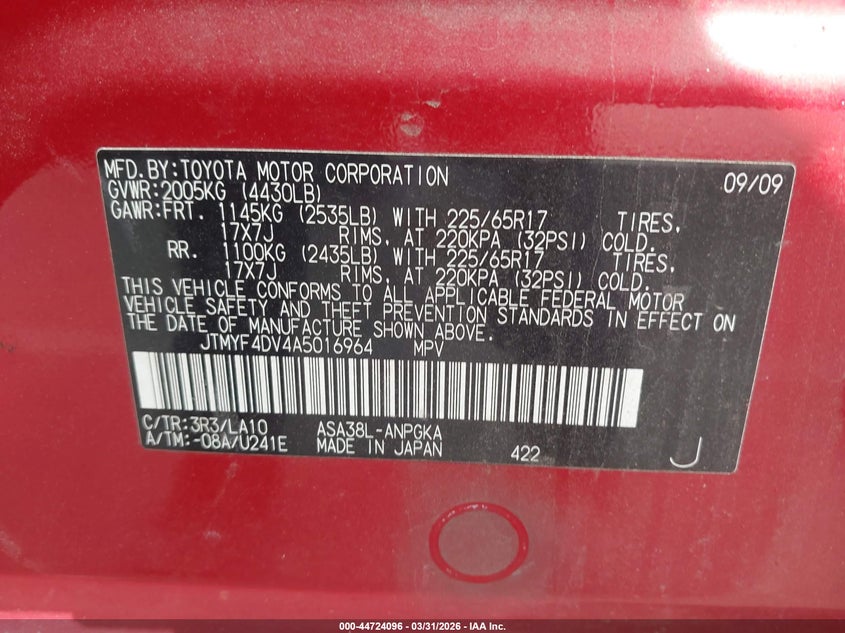 MFD.BY:TOYOTA MOTOR CORPORATION 09/09
GVWR:2005KG (4430LB)
GAWR:FRT. 1145KG (2535LB) WITH 225/65R17 TIRES,
17X7J RIMS, AT 220KPA (32PSI) COLD.
RR. 1100KG (2435LB) WITH 225/65R17 TIRES,
17X7J RIMS, AT 220KPA (32PSI) COLD.
THIS VEHICLE CONFORMS TO ALL APPLICABLE FEDERAL MOTOR
VEHICLE SAFETY AND THEFT PREVENTION STANDARDS IN EFFECT ON
THE DATE OF MANUFACTURE SHOWN ABOVE.
JTMYF4DV4A5016964 MPV
C/TR:3R3/LA10 ASA38L-ANPGKA
A/TM:-08A/U241E MADE IN JAPAN 422 J
000-44724096 - 03/31/2026 - IAA Inc.